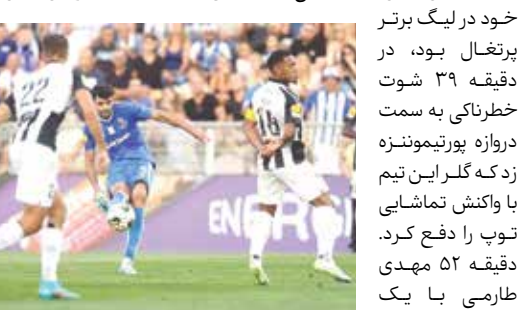 خود در لیگ برتر
پرتغال بود، در
دقیقه ۳۹ شوت
خطرناکی به سمت
دروازه پورتیموننزه
زد که گلر این تیم
با واکنش تماشایی
توپ را دفع کرد.
دقیقه ۵۲ مهدی
طارمی با یک
22
16